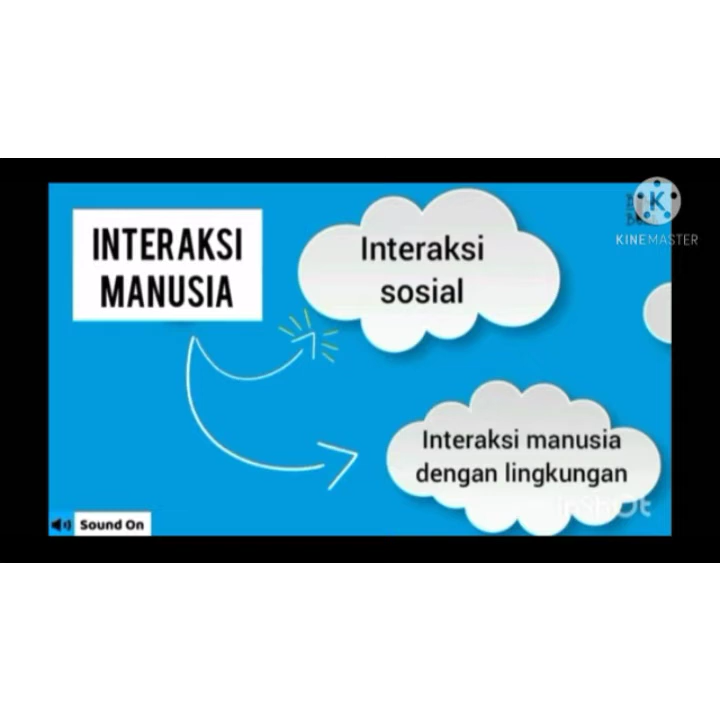 INTERAKSI
MANUSIA
Interaksi
sosial
KINEMASTER
Interaksi manusia
dengan lingkungan
InShOt
Sound On